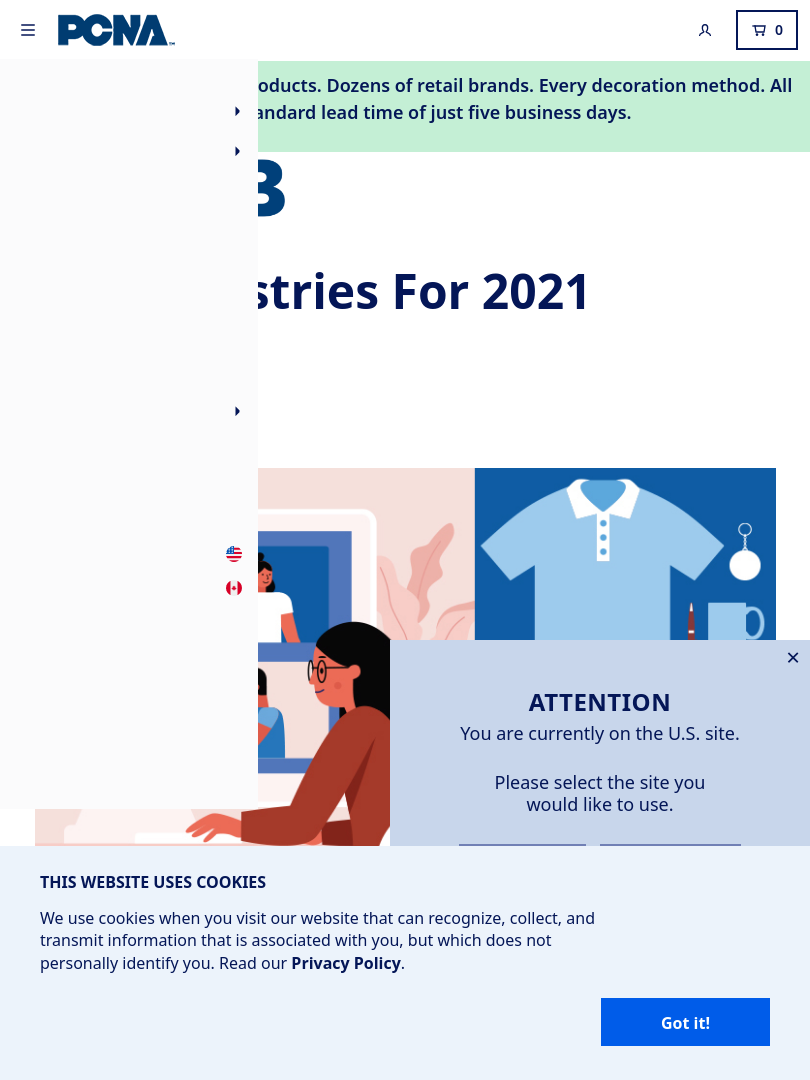 PCNA
0
oducts. Dozens of retail brands. Every decoration method. All
andard lead time of just five business days.
stries For 2021
ATTENTION
You are currently on the U.S. site.
Please select the site you
would like to use.
THIS WEBSITE USES COOKIES
We use cookies when you visit our website that can recognize, collect, and
transmit information that is associated with you, but which does not
personally identify you. Read our Privacy Policy.
Got it!